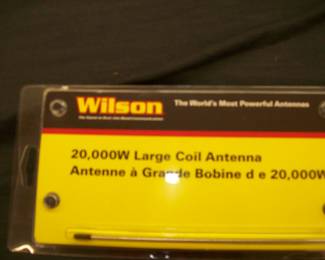 Wilson The World's Most Powerful Antennas
20,000W Large Coil Antenna
Antenne à Grande Bobine d e 20,000W